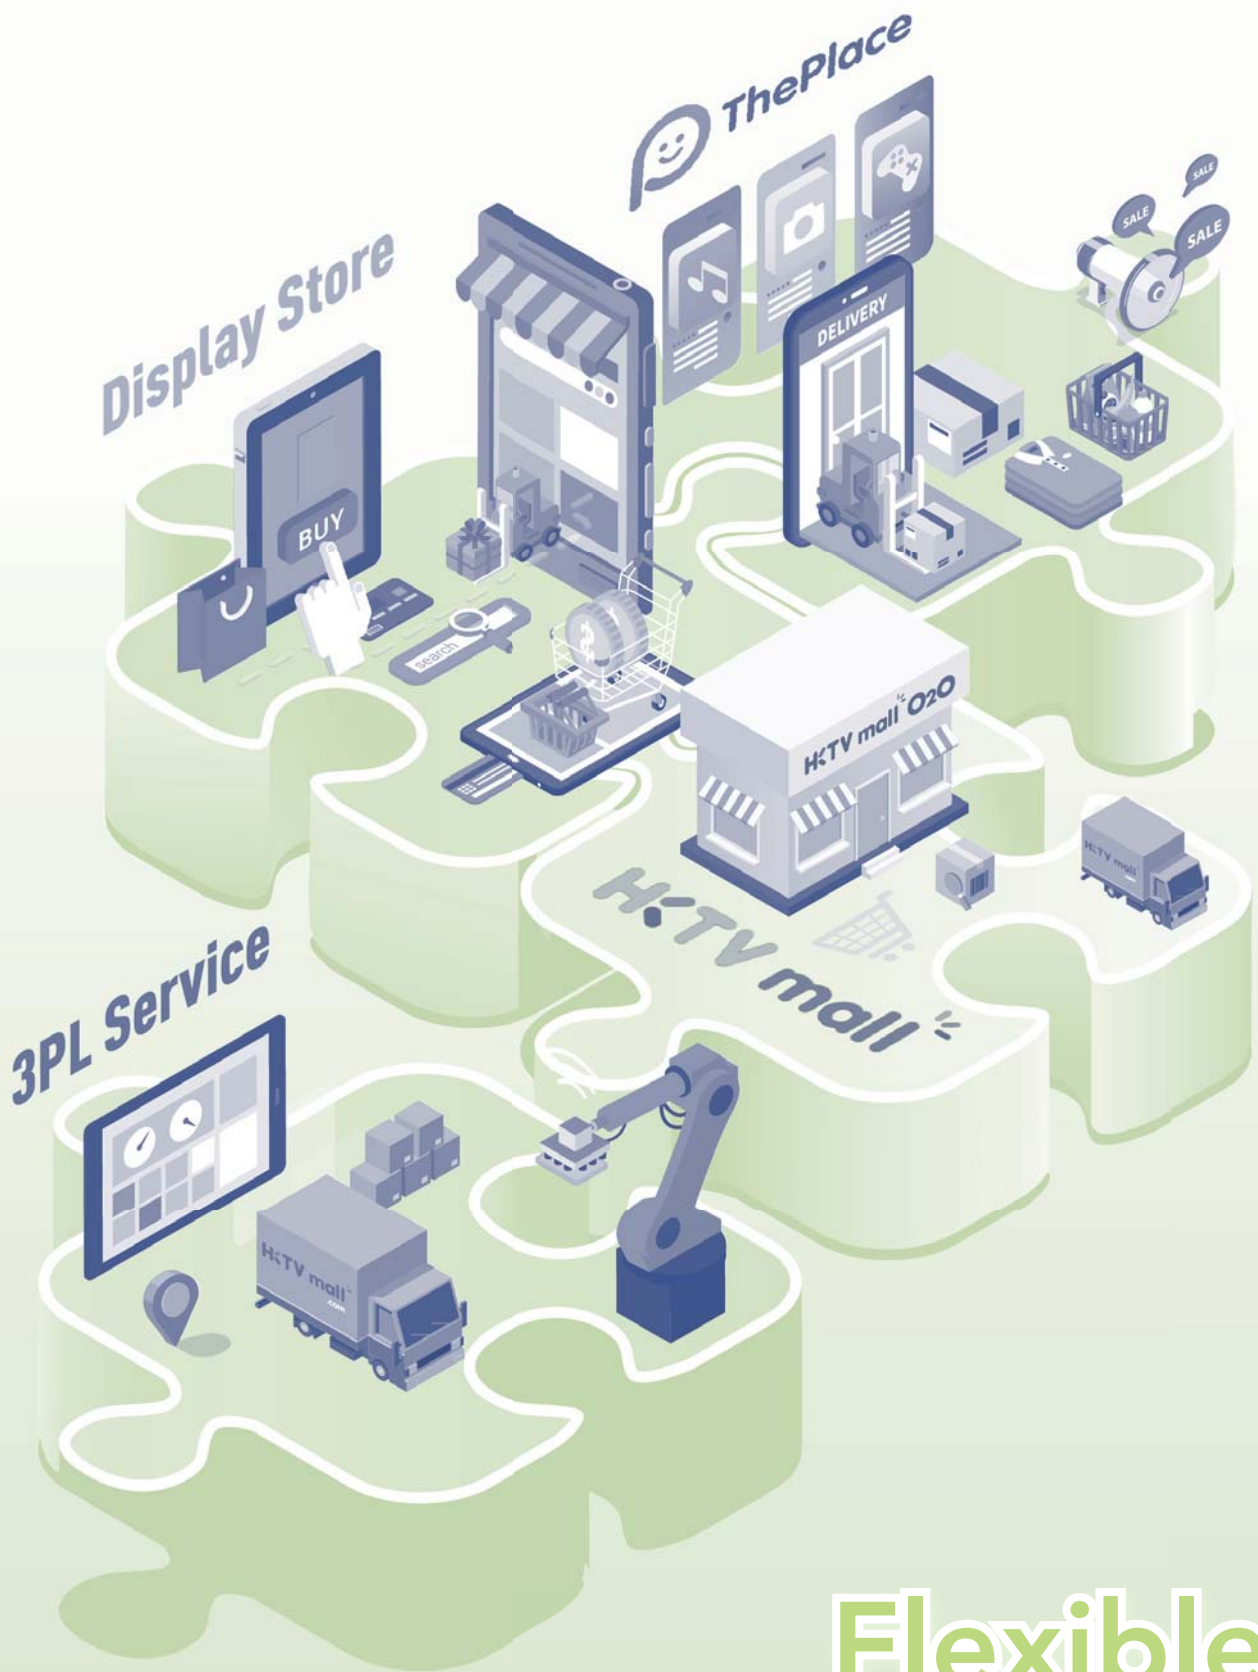 ThePlace
SALE
SALE
SALE
Display Store
DELIVERY
BUY
search
HKTV mall O2O
HKTV mall
HKTV mall
3PL Service
HKTV mall
.com
Flexible